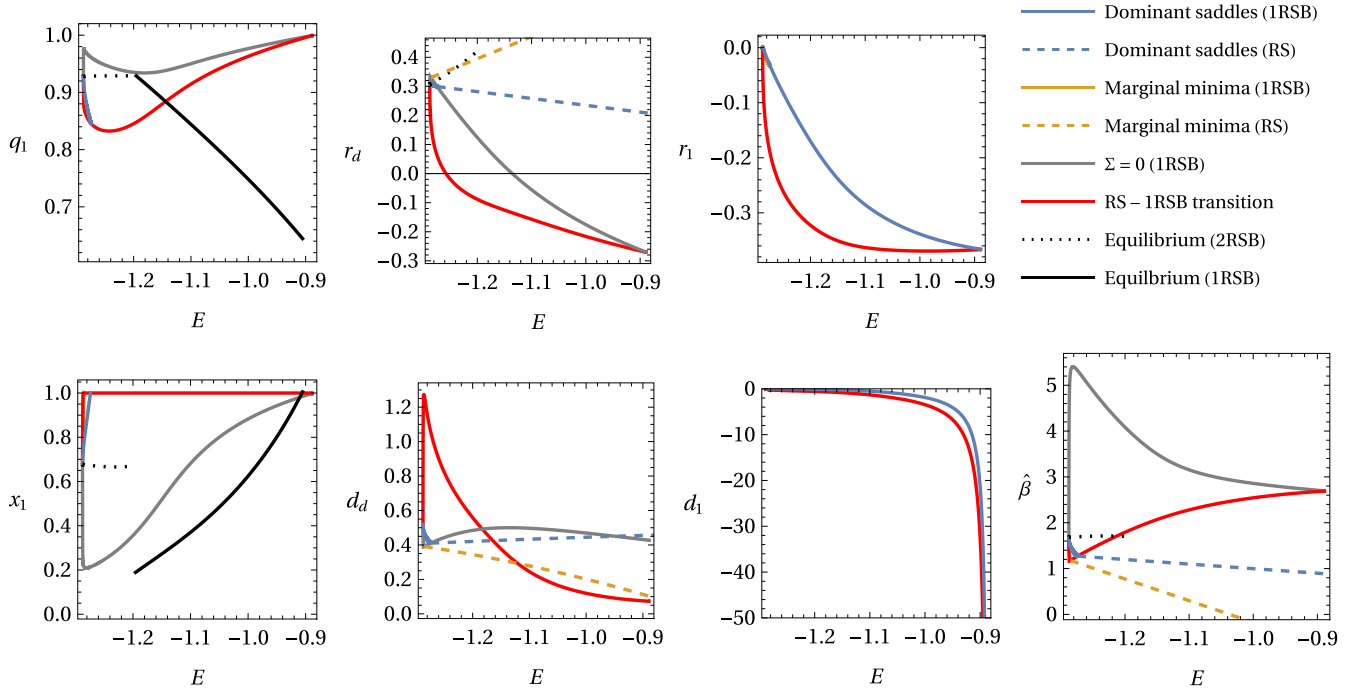 1.0
0.9
q1
0.8
0.7
−1.2 −1.1 −1.0 −0.9
E
0.4
0.3
0.2
rd
0.1
0.0
−0.1
−0.2
−0.3
−1.2 −1.1 −1.0 −0.9
E
0.0
−0.1
r1
−0.2
−0.3
−1.2 −1.1 −1.0 −0.9
E
Dominant saddles (1RSB)
Dominant saddles (RS)
Marginal minima (1RSB)
Marginal minima (RS)
Σ = 0 (1RSB)
RS – 1RSB transition
Equilibrium (2RSB)
Equilbrium (1RSB)
1.0
0.8
0.6
x1
0.4
0.2
0.0
−1.2 −1.1 −1.0 −0.9
E
1.2
1.0
0.8
dd
0.6
0.4
0.2
0.0
−1.2 −1.1 −1.0 −0.9
E
0
−10
−20
d1
−30
−40
−50
−1.2 −1.1 −1.0 −0.9
E
5
4
β̂
3
2
1
0
−1.2 −1.1 −1.0 −0.9
E